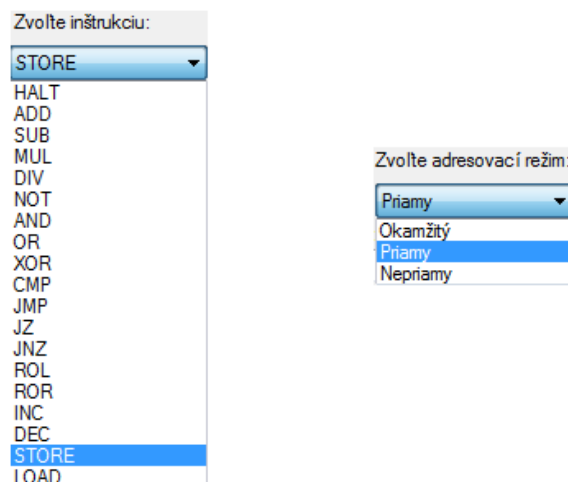 Zvoľte inštrukciu:
STORE
HALT
ADD
SUB
MUL
DIV
NOT
AND
OR
XOR
CMP
JMP
JZ
JNZ
ROL
ROR
INC
DEC
STORE
LOAD
Zvoľte adresovací režim:
Priamy
Okamžitý
Priamy
Nepriamy